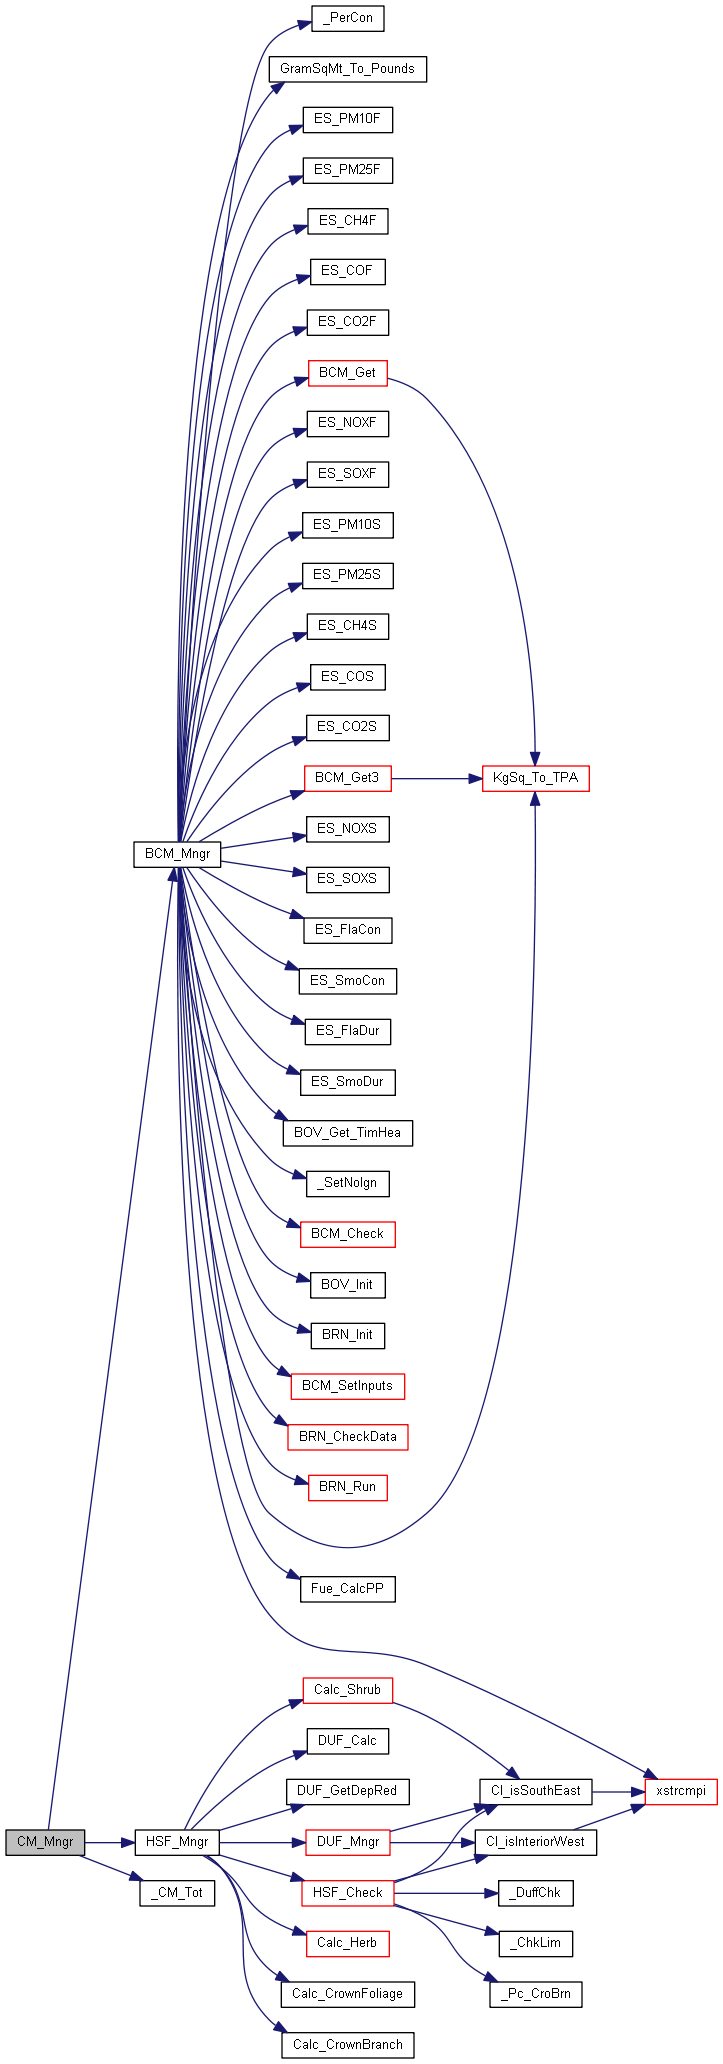 _PerCon
GramSqMt_To_Pounds
ES_PM10F
ES_PM25F
ES_CH4F
ES_COF
ES_CO2F
BCM_Get
ES_NOXF
ES_SOXF
ES_PM10S
ES_PM25S
ES_CH4S
ES_COS
ES_CO2S
BCM_Get3
KgSq_To_TPA
ES_NOXS
BCM_Mngr
ES_SOXS
ES_FlaCon
ES_SmoCon
ES_FlaDur
ES_SmoDur
BOV_Get_TimHea
_SetNoIgn
BCM_Check
BOV_Init
BRN_Init
BCM_SetInputs
BRN_CheckData
BRN_Run
Fue_CalcPP
Calc_Shrub
DUF_Calc
DUF_GetDepRed
CI_isSouthEast
xstrcmpi
CM_Mngr
HSF_Mngr
DUF_Mngr
CI_isInteriorWest
_CM_Tot
HSF_Check
_DuffChk
Calc_Herb
_ChkLim
Calc_CrownFoliage
_Pc_CroBrn
Calc_CrownBranch